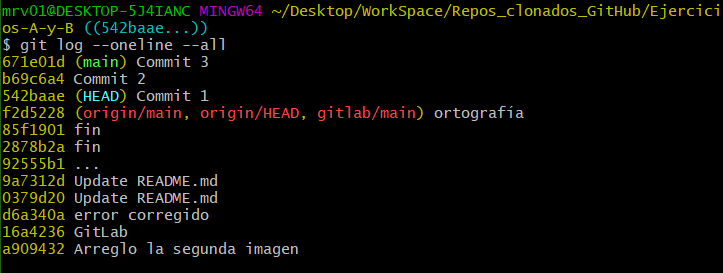 mrv01@DESKTOP-5J4IANC MINGW64 ~/Desktop/WorkSpace/Repos_clonados_GitHub/Ejercici
os-A-y-B ((542baae...))
$ git log --oneline --all
671e01d (main) Commit 3
b69c6a4 Commit 2
542baae (HEAD) Commit 1
f2d5228 (origin/main, origin/HEAD, gitlab/main) ortografía
85f1901 fin
2878b2a fin
92555b1 ...
9a7312d Update README.md
0379d20 Update README.md
d6a340a error corregido
16a4236 GitLab
a909432 Arreglo la segunda imagen